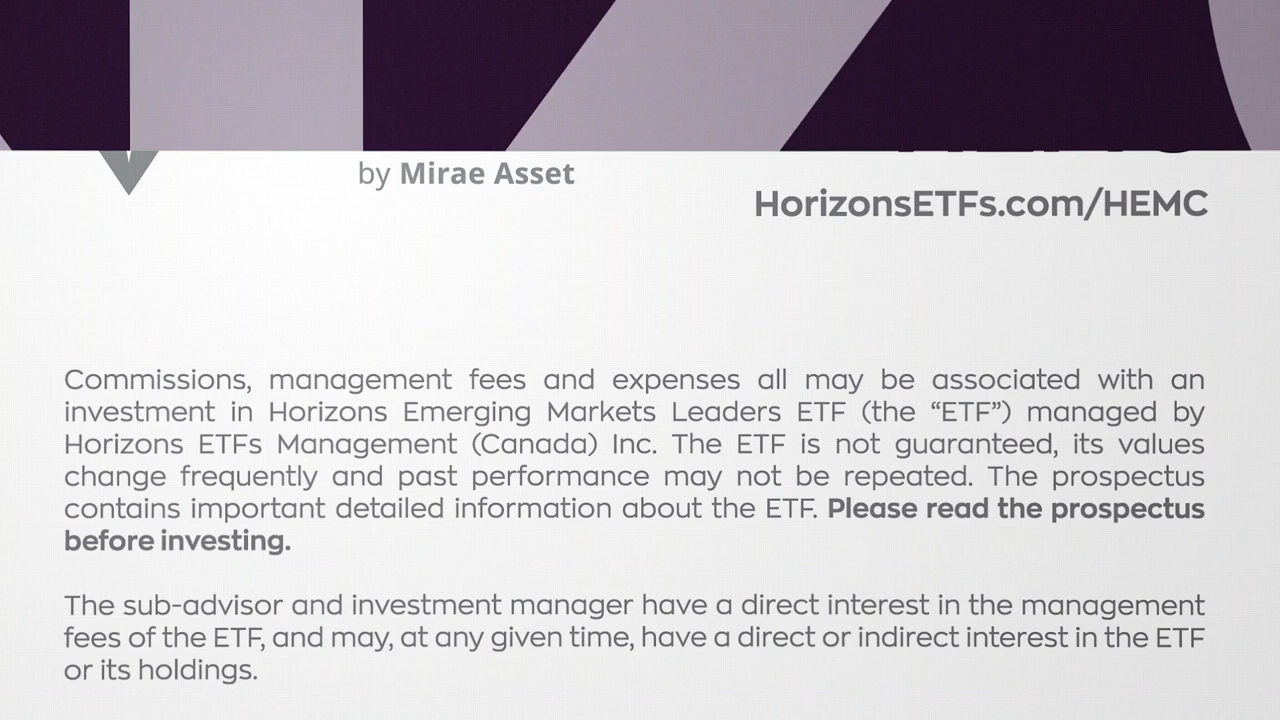 by Mirae Asset
HorizonsETFs.com/HEMC
Commissions, management fees and expenses all may be associated with an
investment in Horizons Emerging Markets Leaders ETF (the “ETF”) managed by
Horizons ETFs Management (Canada) Inc. The ETF is not guaranteed, its values
change frequently and past performance may not be repeated. The prospectus
contains important detailed information about the ETF. Please read the prospectus
before investing.
The sub-advisor and investment manager have a direct interest in the management
fees of the ETF, and may, at any given time, have a direct or indirect interest in the ETF
or its holdings.